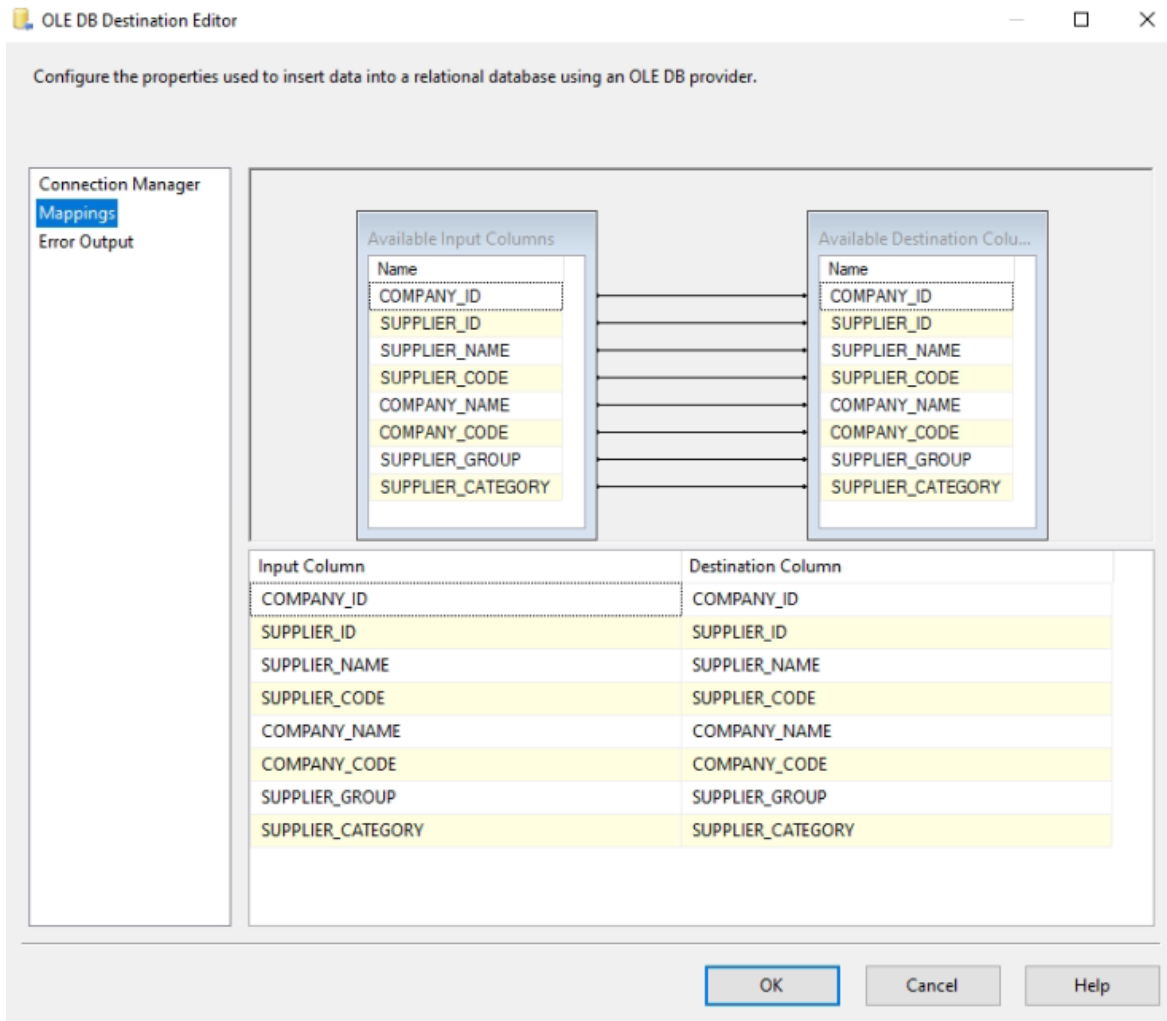 OLE DB Destination Editor
Configure the properties used to insert data into a relational database using an OLE DB provider.
Connection Manager
Mappings
Error Output
Available Input Columns
Name
COMPANY_ID
SUPPLIER_ID
SUPPLIER_NAME
SUPPLIER_CODE
COMPANY_NAME
COMPANY_CODE
SUPPLIER_GROUP
SUPPLIER_CATEGORY
Available Destination Colu...
Name
COMPANY_ID
SUPPLIER_ID
SUPPLIER_NAME
SUPPLIER_CODE
COMPANY_NAME
COMPANY_CODE
SUPPLIER_GROUP
SUPPLIER_CATEGORY
Input Column Destination Column
COMPANY_ID COMPANY_ID
SUPPLIER_ID SUPPLIER_ID
SUPPLIER_NAME SUPPLIER_NAME
SUPPLIER_CODE SUPPLIER_CODE
COMPANY_NAME COMPANY_NAME
COMPANY_CODE COMPANY_CODE
SUPPLIER_GROUP SUPPLIER_GROUP
SUPPLIER_CATEGORY SUPPLIER_CATEGORY
OK Cancel Help